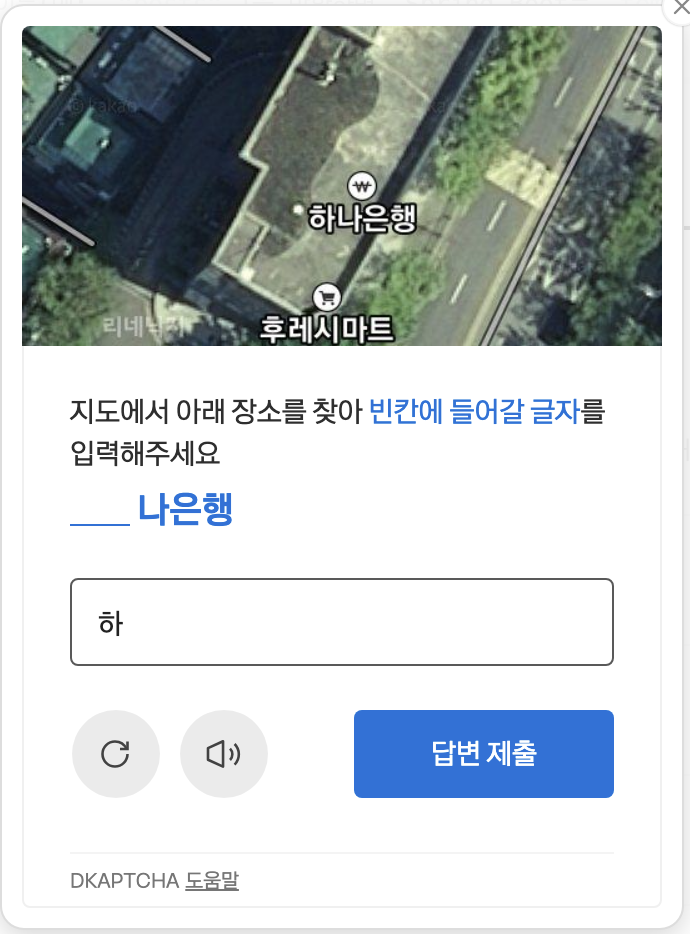 © kakao
하나은행
후레시마트
지도에서 아래 장소를 찾아 빈칸에 들어갈 글자를
입력해주세요
____ 나은행
하
답변 제출
DKAPTCHA 도움말